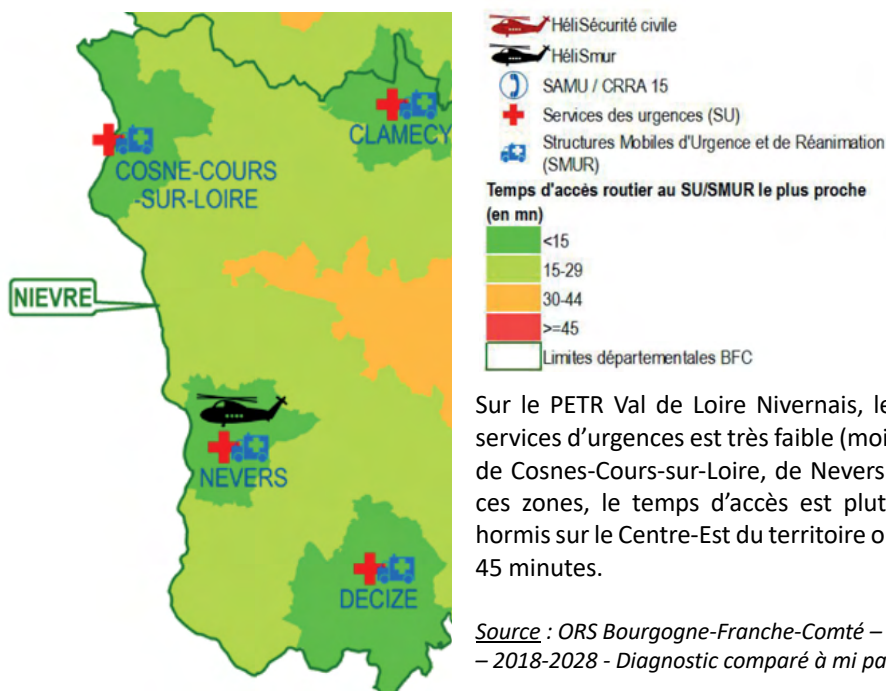 COSNE-COURS
-SUR-LOIRE
CLAMECY
NIEVRE
NEVERS
DECIZE
HéliSécurité civile
HéliSmur
SAMU / CRRA 15
Services des urgences (SU)
Structures Mobiles d'Urgence et de Réanimation
(SMUR)
Temps d'accès routier au SU/SMUR le plus proche
(en mn)
<15
15-29
30-44
>=45
Limites départementales BFC
Sur le PETR Val de Loire Nivernais, le
services d'urgences est très faible (moi
de Cosnes-Cours-sur-Loire, de Nevers
ces zones, le temps d'accès est plut
hormis sur le Centre-Est du territoire o
45 minutes.
Source : ORS Bourgogne-Franche-Comté –
– 2018-2028 - Diagnostic comparé à mi pa